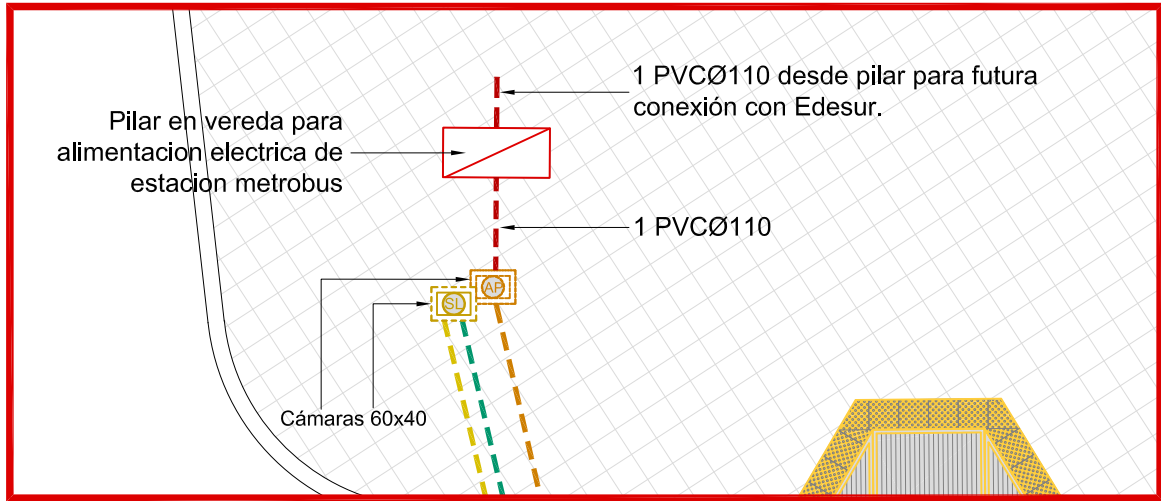 1 PVCØ110 desde pilar para futura
conexión con Edesur.
Pilar en vereda para
alimentacion electrica de
estacion metrobus
1 PVCØ110
AP
SL
Cámaras 60x40